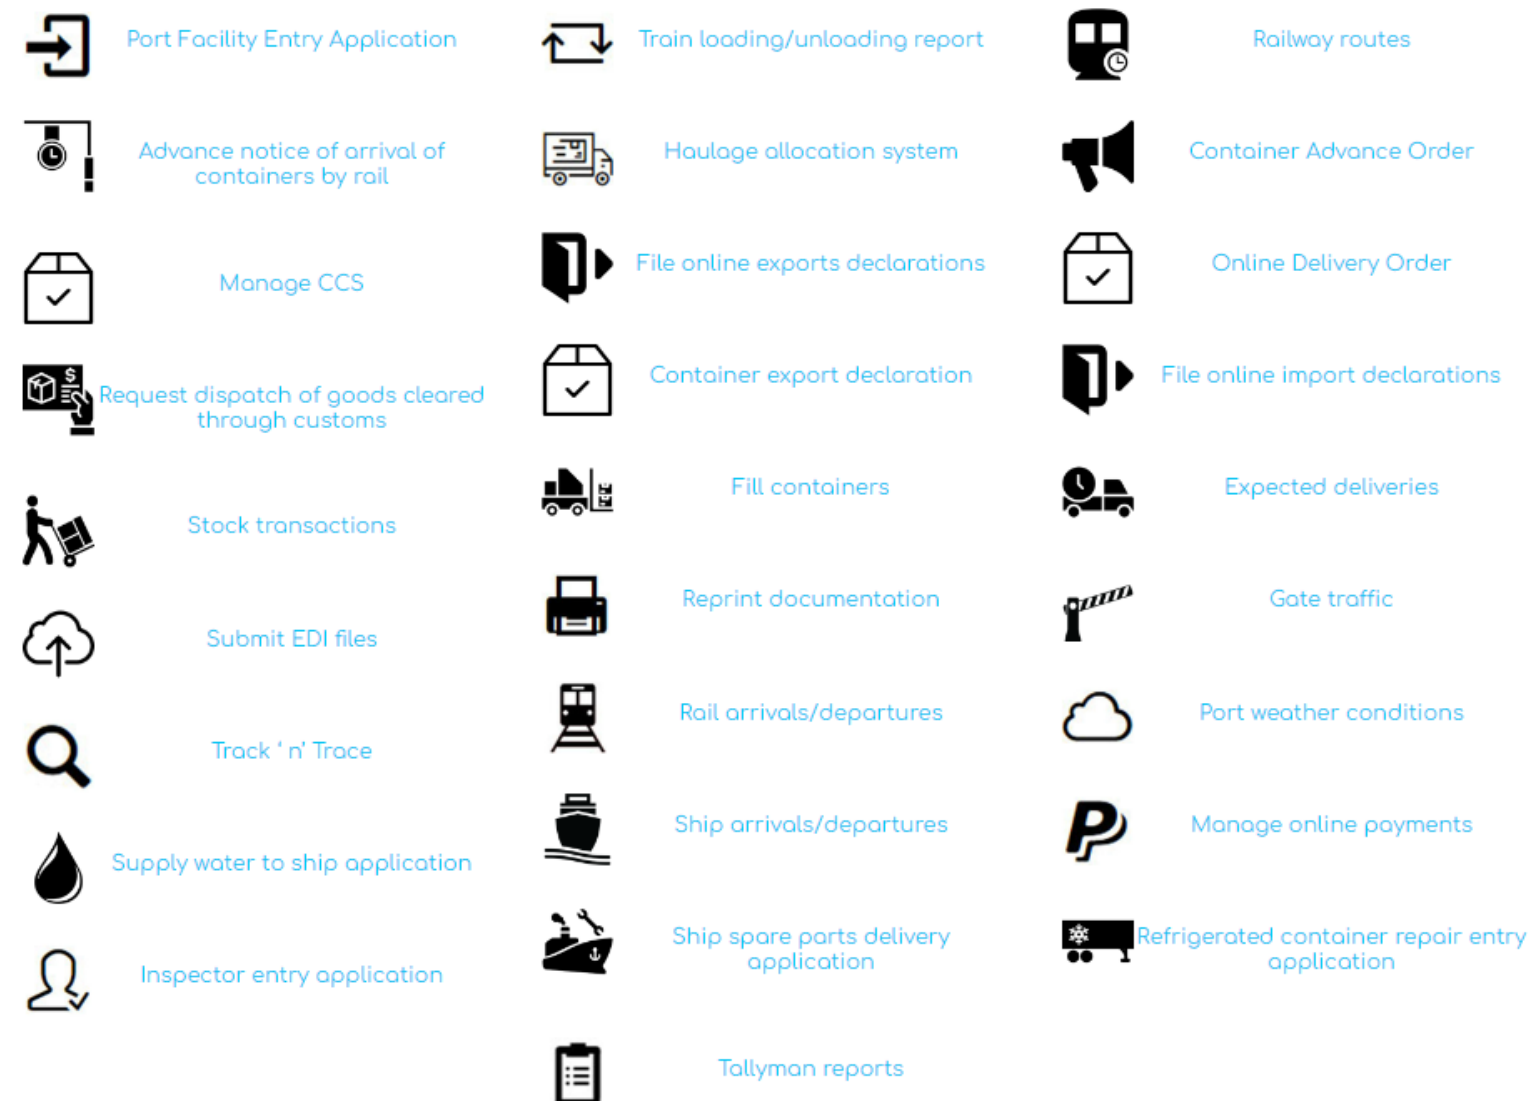 Port Facility Entry Application
Advance notice of arrival of
containers by rail
Manage CCS
$
Request dispatch of goods cleared
through customs
Stock transactions
Submit EDI files
Track ‘ n’ Trace
Supply water to ship application
Inspector entry application
Train loading/unloading report
Haulage allocation system
File online exports declarations
Container export declaration
Fill containers
Reprint documentation
Rail arrivals/departures
Ship arrivals/departures
Ship spare parts delivery
application
Tallyman reports
Railway routes
Container Advance Order
Online Delivery Order
File online import declarations
Expected deliveries
Gate traffic
Port weather conditions
Manage online payments
Refrigerated container repair entry
application